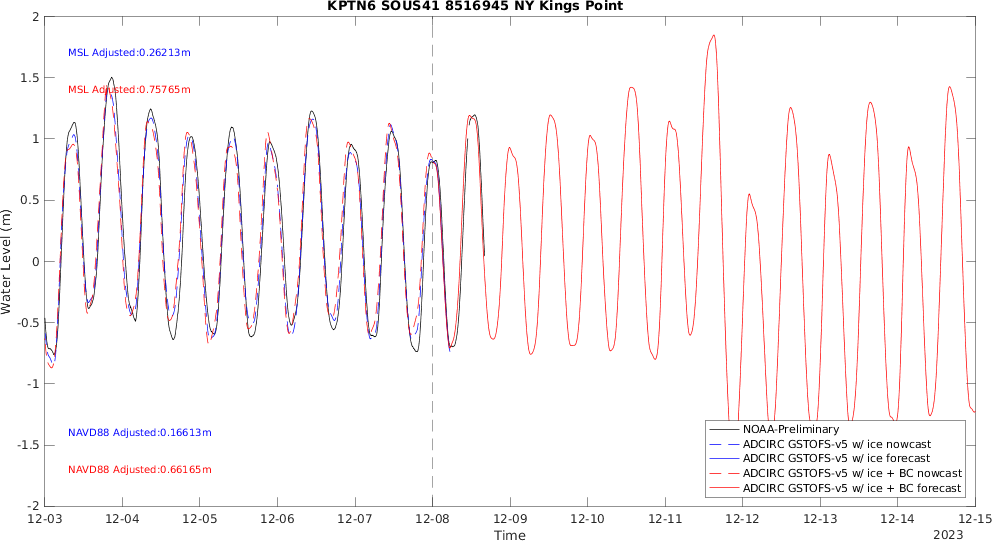 KPTN6 SOUS41 8516945 NY Kings Point
2
1.5
1
0.5
0
-0.5
-1
-1.5
-2
Water Level (m)
MSL Adjusted:0.26213m
MSL Adjusted:0.75765m
NAVD88 Adjusted:0.16613m
NAVD88 Adjusted:0.66165m
NOAA-Preliminary
ADCIRC GSTOFS-v5 w/ ice nowcast
ADCIRC GSTOFS-v5 w/ ice forecast
ADCIRC GSTOFS-v5 w/ ice + BC nowcast
ADCIRC GSTOFS-v5 w/ ice + BC forecast
12-03 12-04 12-05 12-06 12-07 12-08 12-09 12-10 12-11 12-12 12-13 12-14 12-15
Time
2023